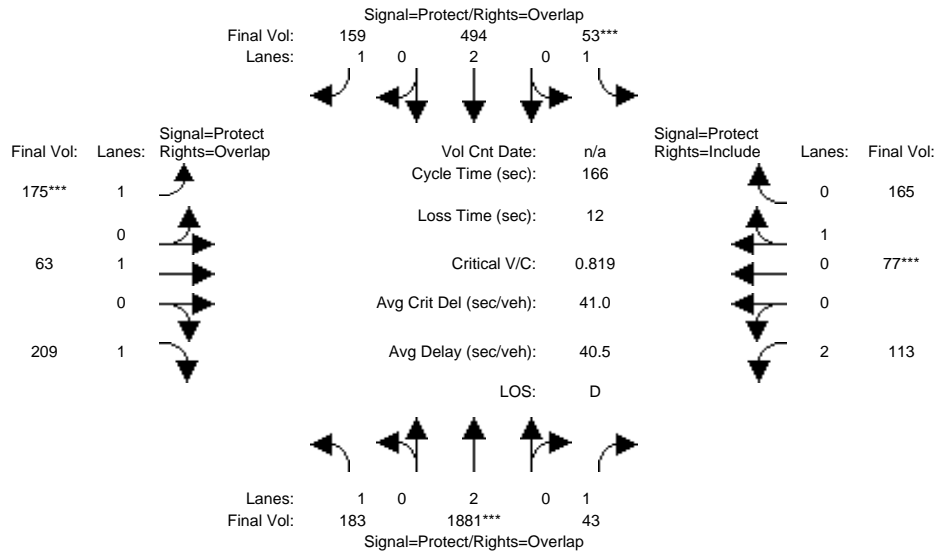 Signal=Protect/Rights=Overlap
Final Vol: 159 494 53***
Lanes: 1 0 2 0 1
Signal=Protect Signal=Protect
Final Vol: Lanes: Rights=Overlap Vol Cnt Date: n/a Rights=Include Lanes: Final Vol:
Cycle Time (sec): 166
175*** 1 0 165
Loss Time (sec): 12
0 1
63 1 Critical V/C: 0.819 0 77***
0 Avg Crit Del (sec/veh): 41.0 0
209 1 Avg Delay (sec/veh): 40.5 2 113
LOS: D
Lanes: 1 0 2 0 1
Final Vol: 183 1881*** 43
Signal=Protect/Rights=Overlap